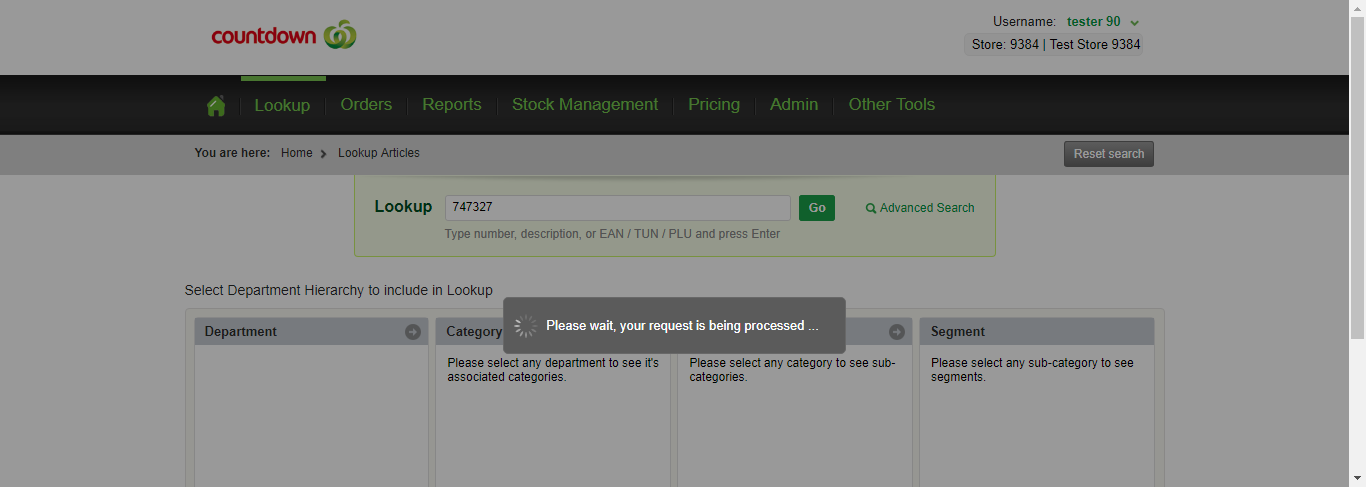 countdown
Username: tester 90
Store: 9384 | Test Store 9384
Lookup
Orders
Reports
Stock Management
Pricing
Admin
Other Tools
You are here: Home Lookup Articles
Reset search
Lookup 747327 Go Advanced Search
Type number, description, or EAN / TUN / PLU and press Enter
Select Department Hierarchy to include in Lookup
Please wait, your request is being processed ...
Department
Category
Please select any department to see it's
associated categories.
Please select any category to see sub-
categories.
Segment
Please select any sub-category to see
segments.